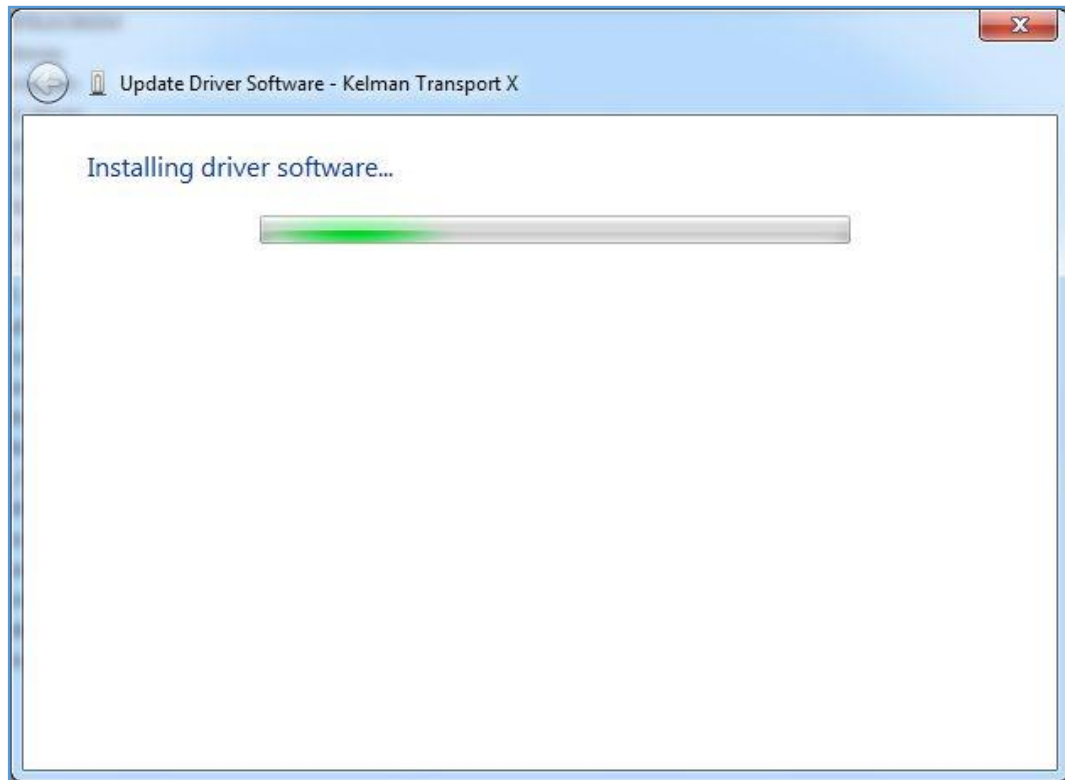 Update Driver Software - Kelman Transport X
Installing driver software...